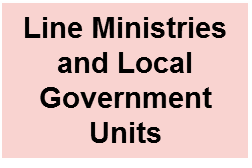 Line Ministries
and Local
Government
Units